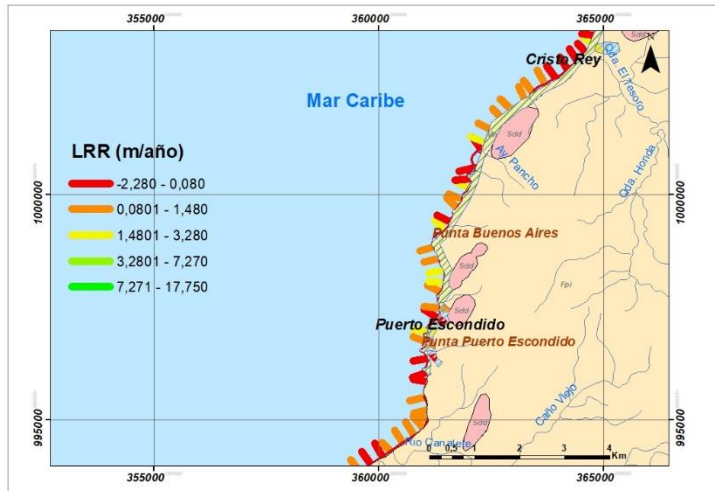 355000
360000
365000
Sdd
N
Cristo Rey
Qda. El Tesoro
Mar Caribe
Sdd
Ay. Pancho
Qda. Honda
LRR (m/año)
-2,280 - 0,080
0,0801 - 1,480
1,4801 - 3,280
3,2801 - 7,270
7,271 - 17,750
1000000
1000000
Punta Buenos Aires
Sdd
Fpi
Sdd
Puerto Escondido
Punta Puerto Escondido
Caño Viejo
995000
995000
Sdd
Río Canalete
0 0,5 1 2 3 4
Km
355000
360000
365000